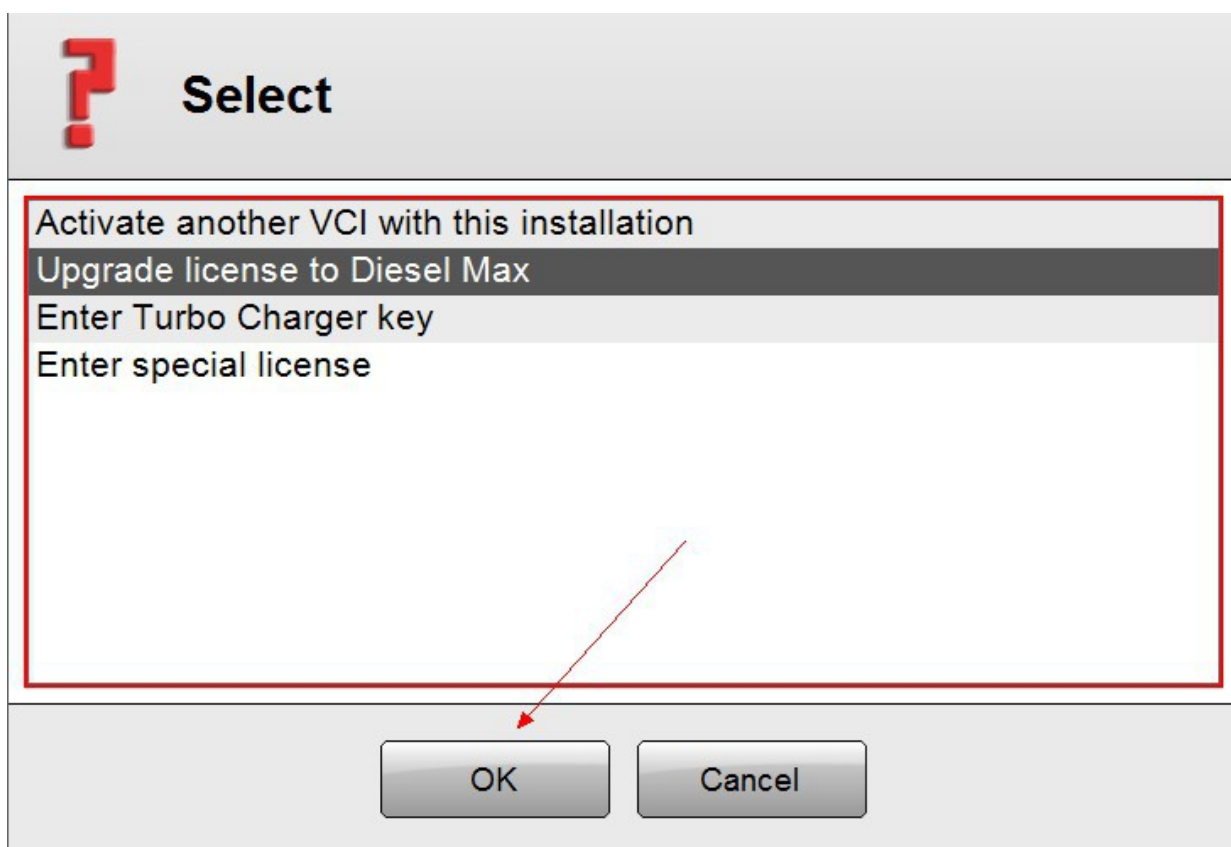 Select
Activate another VCI with this installation
Upgrade license to Diesel Max
Enter Turbo Charger key
Enter special license
OK
Cancel